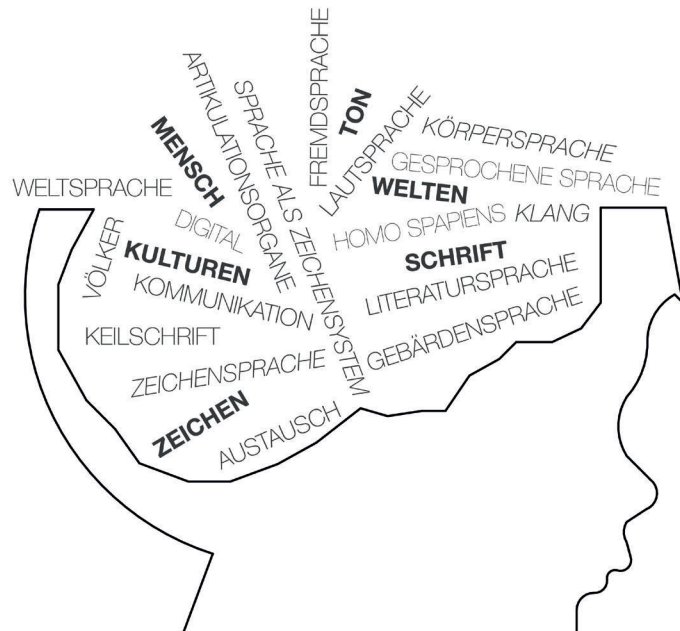 WELTSPRACHE
VÖLKER
MENSCH
DIGITAL
KULTUREN
KOMMUNIKATION
KEILSCHRIFT
ZEICHENSPRACHE
ZEICHEN
AUSTAUSCH
ARTIKULATIONSORGANE
SPRACHE ALS ZEICHENSYSTEM
FREMDSPRACHE
TON
LAUTSPRACHE
KÖRPERSPRACHE
GESPROCHENE SPRACHE
WELTEN
HOMO SPAPIENS
KLANG
SCHRIFT
LITERATURSPRACHE
GEBÄRDENSPRACHE